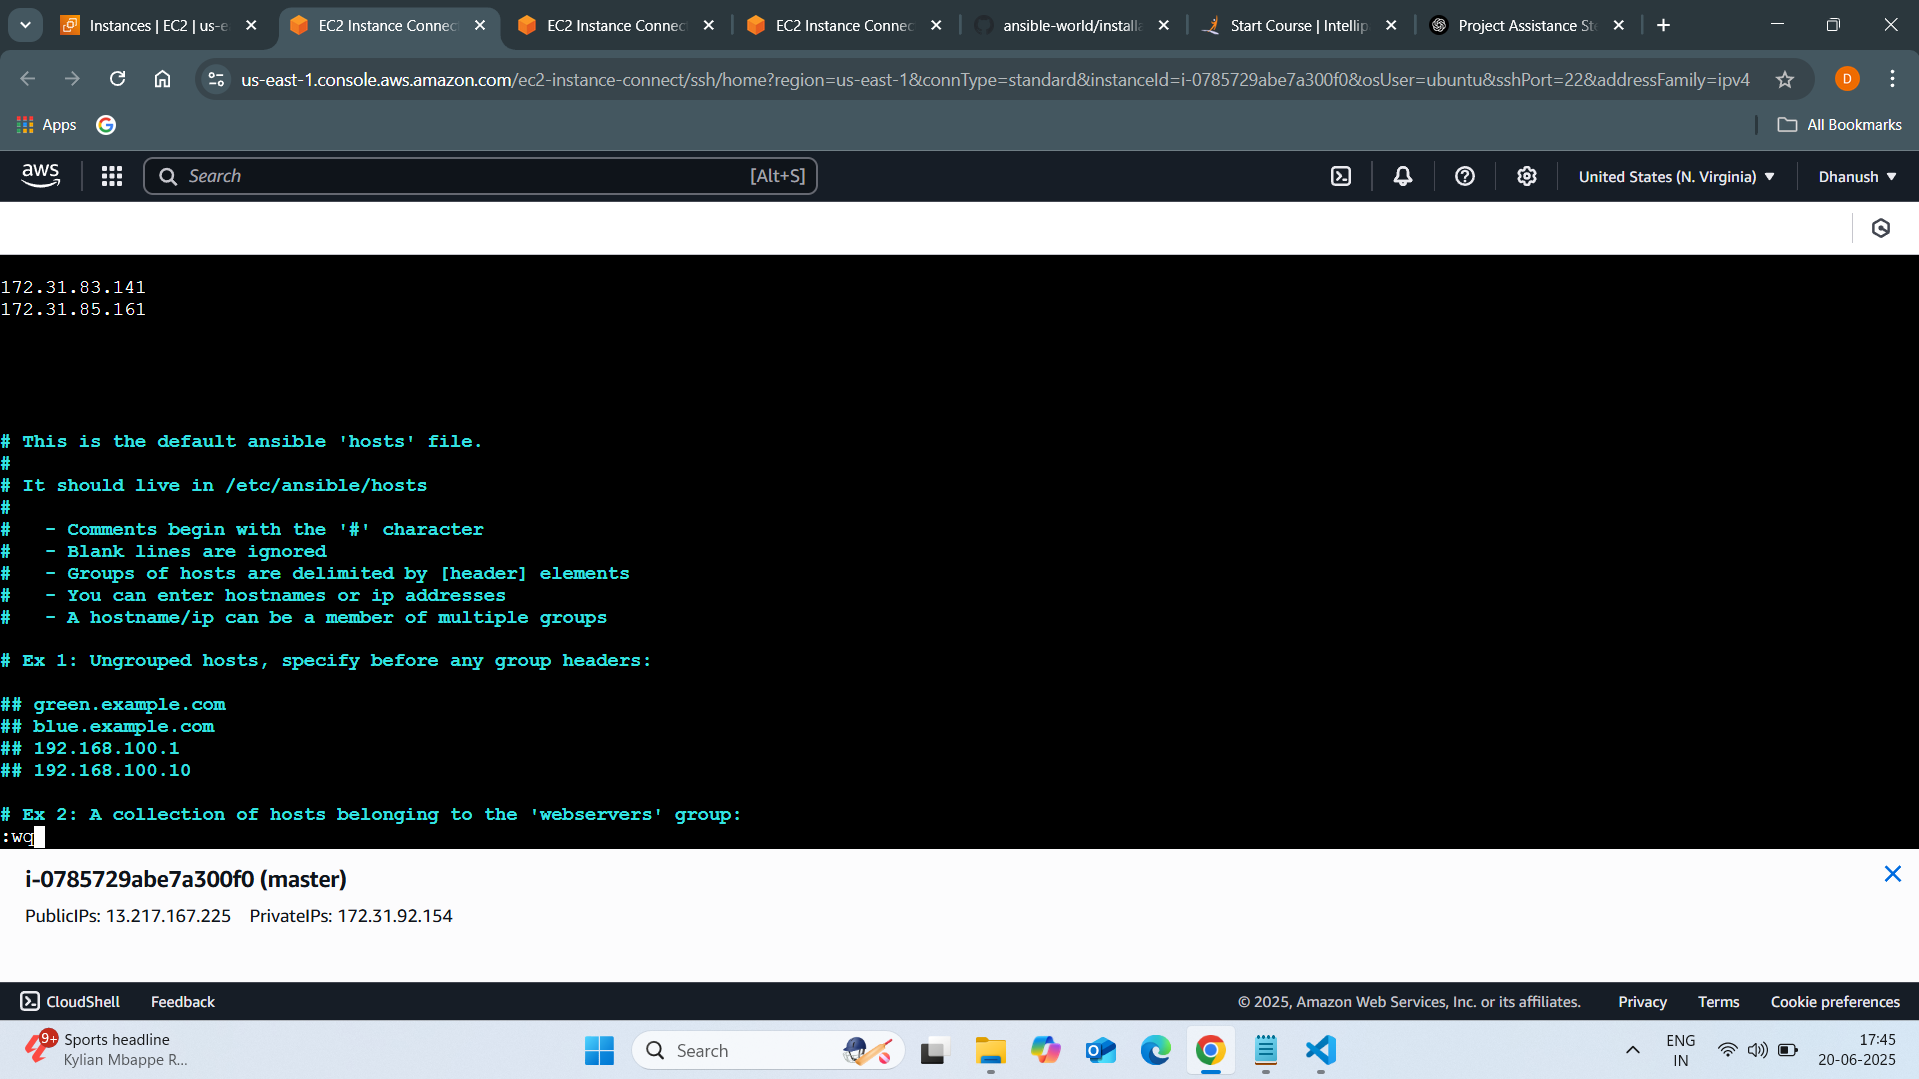 Instances | EC2 | us-e
EC2 Instance Connect
EC2 Instance Connect
EC2 Instance Connec
ansible-world/installa
Start Course | Intellip
Project Assistance Ste
us-east-1.console.aws.amazon.com/ec2-instance-connect/ssh/home?region=us-east-1&connType=standard&instanceId=i-0785729abe7a300f0&osUser=ubuntu&sshPort=22&addressFamily=ipv4
D
Apps
G
All Bookmarks
aws
Search
[Alt+S]
United States (N. Virginia)
Dhanush
172.31.83.141
172.31.85.161
# This is the default ansible 'hosts' file.
#
# It should live in /etc/ansible/hosts
#
#   - Comments begin with the '#' character
#   - Blank lines are ignored
#   - Groups of hosts are delimited by [header] elements
#   - You can enter hostnames or ip addresses
#   - A hostname/ip can be a member of multiple groups
# Ex 1: Ungrouped hosts, specify before any group headers:
## green.example.com
## blue.example.com
## 192.168.100.1
## 192.168.100.10
# Ex 2: A collection of hosts belonging to the 'webservers' group:
:wq
i-0785729abe7a300f0 (master)
PublicIPs: 13.217.167.225 PrivateIPs: 172.31.92.154
CloudShell
Feedback
© 2025, Amazon Web Services, Inc. or its affiliates.
Privacy
Terms
Cookie preferences
9+
Sports headline
Kylian Mbappe R...
Search
ENG
IN
17:45
20-06-2025